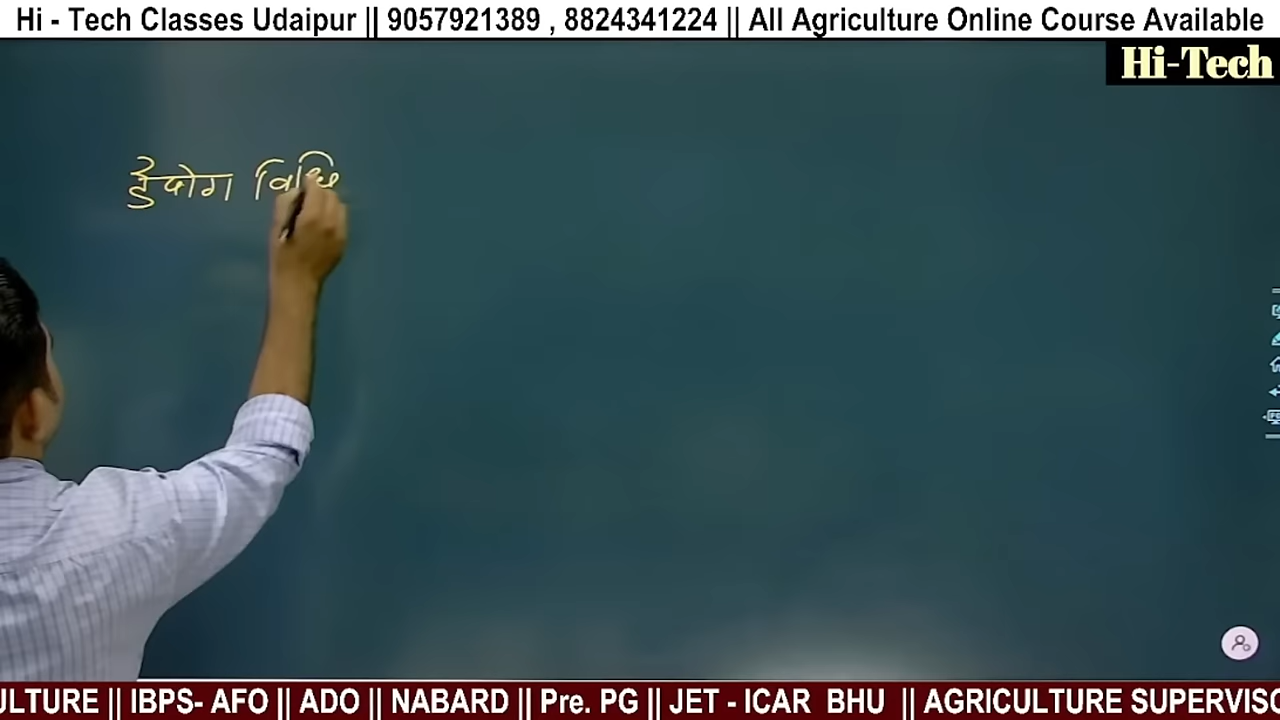 Hi - Tech Classes Udaipur || 9057921389 , 8824341224 || All Agriculture Online Course Available
Hi-Tech
डेपोग विधि
ULTURE || IBPS- AFO || ADO || NABARD || Pre. PG || JET - ICAR BHU || AGRICULTURE SUPERVISO